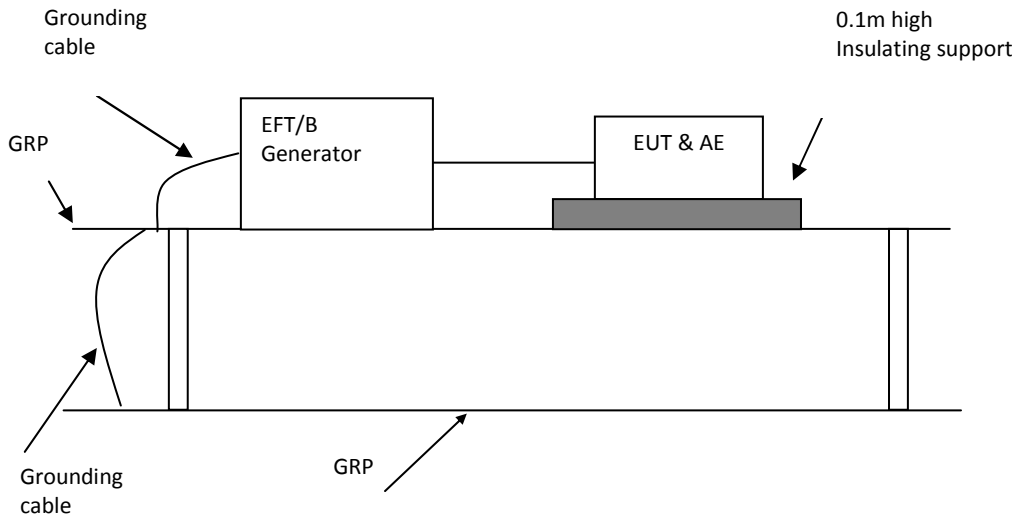 Grounding
cable
0.1m high
Insulating support
EFT/B
Generator
EUT & AE
GRP
Grounding
cable
GRP